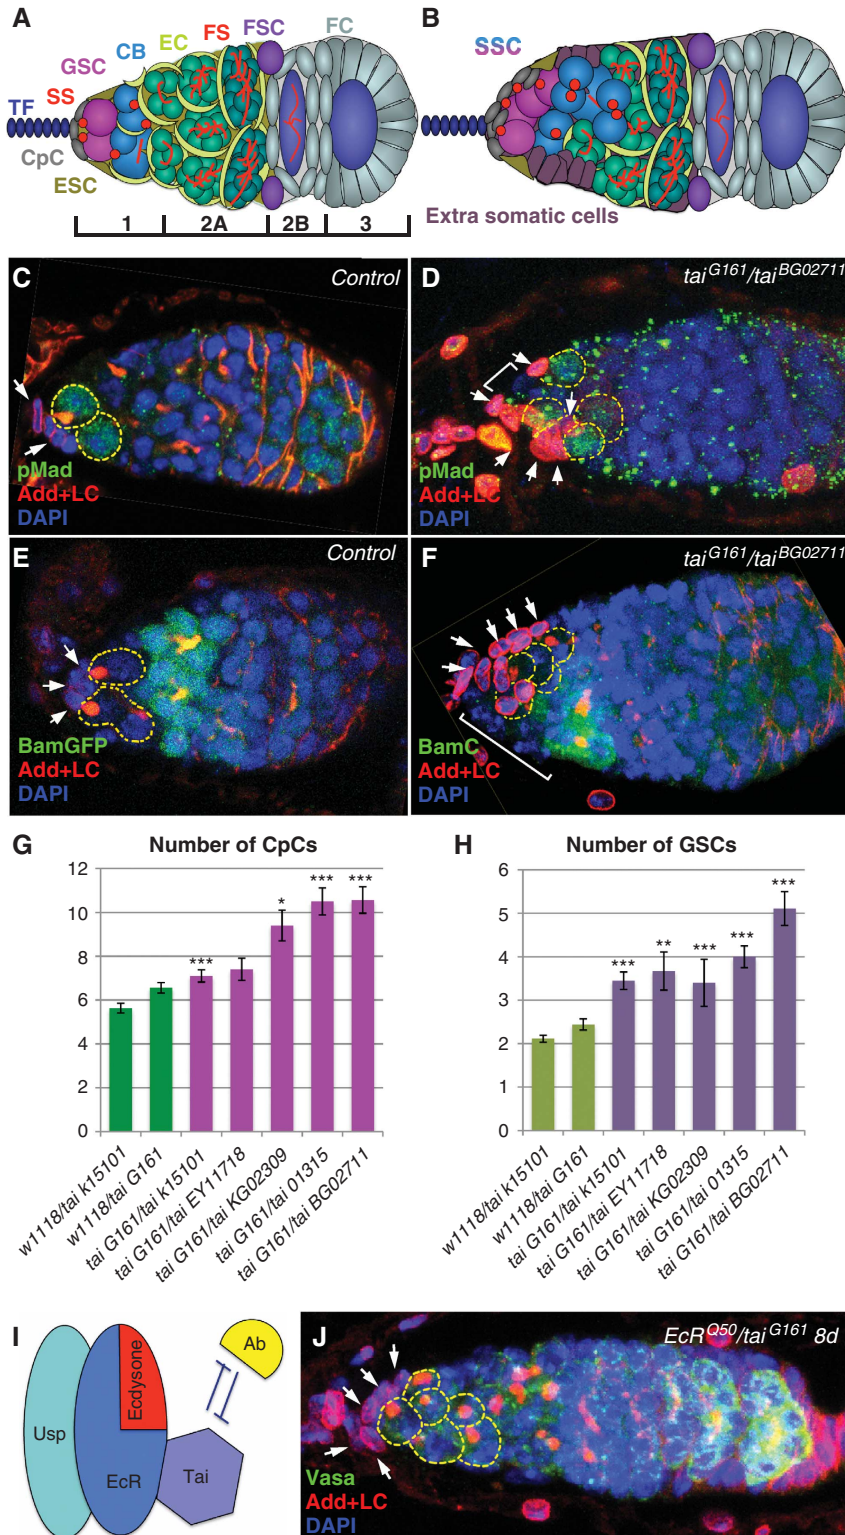 A
TF
SS
GSC
CB
EC
FS
FSC
FC
CpC
ESC
1
2A
2B
3
B
SSC
Extra somatic cells
C
Control
pMad
Add+LC
DAPI
D
tai^G161/tai^BG02711
pMad
Add+LC
DAPI
E
Control
BamGFP
Add+LC
DAPI
F
tai^G161/tai^BG02711
BamC
Add+LC
DAPI
G
Number of CpCs
12
10
8
6
4
2
0
***
*
***
***
w1118/tai k15101
w1118/tai G161
tai G161/tai k15101
tai G161/tai EY11718
tai G161/tai KG02309
tai G161/tai 01315
tai G161/tai BG02711
H
Number of GSCs
6
5
4
3
2
1
0
***
**
***
***
***
w1118/tai k15101
w1118/tai G161
tai G161/tai k15101
tai G161/tai EY11718
tai G161/tai KG02309
tai G161/tai 01315
tai G161/tai BG02711
I
Usp
EcR
Ecdysone
Tai
Ab
J
EcR^Q50/tai^G161 8d
Vasa
Add+LC
DAPI